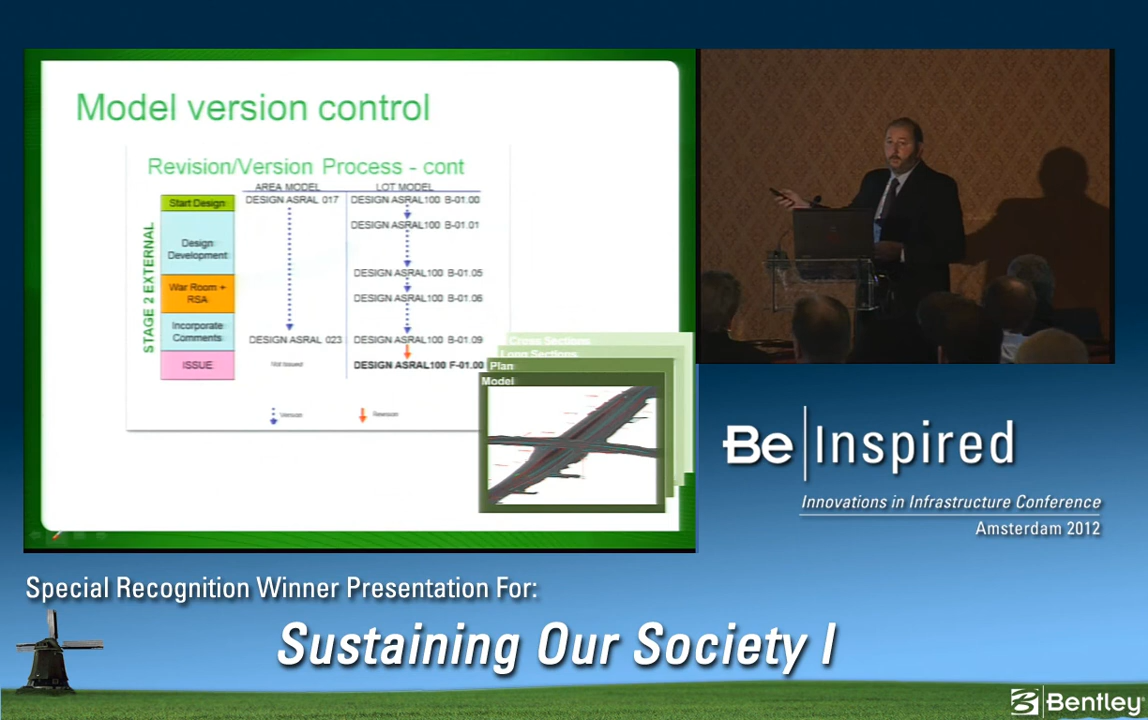 Model version control
Revision/Version Process - cont
AREA MODEL
LOT MODEL
STAGE 2 EXTERNAL
Start Design
DESIGN ASRAL 017
DESIGN ASRAL100 B-01.00
DESIGN ASRAL100 B-01.01
Design
Development
DESIGN ASRAL100 B-01.05
War Room +
RSA
DESIGN ASRAL100 B-01.06
Incorporate
Comments
DESIGN ASRAL 023
DESIGN ASRAL100 B-01.09
ISSUE
Not Issued
DESIGN ASRAL100 F-01.00
Version
Revision
Cross Sections
Long Sections
Plan
Model
Be Inspired
Innovations in Infrastructure Conference
Amsterdam 2012
Special Recognition Winner Presentation For:
Sustaining Our Society I
Bentley